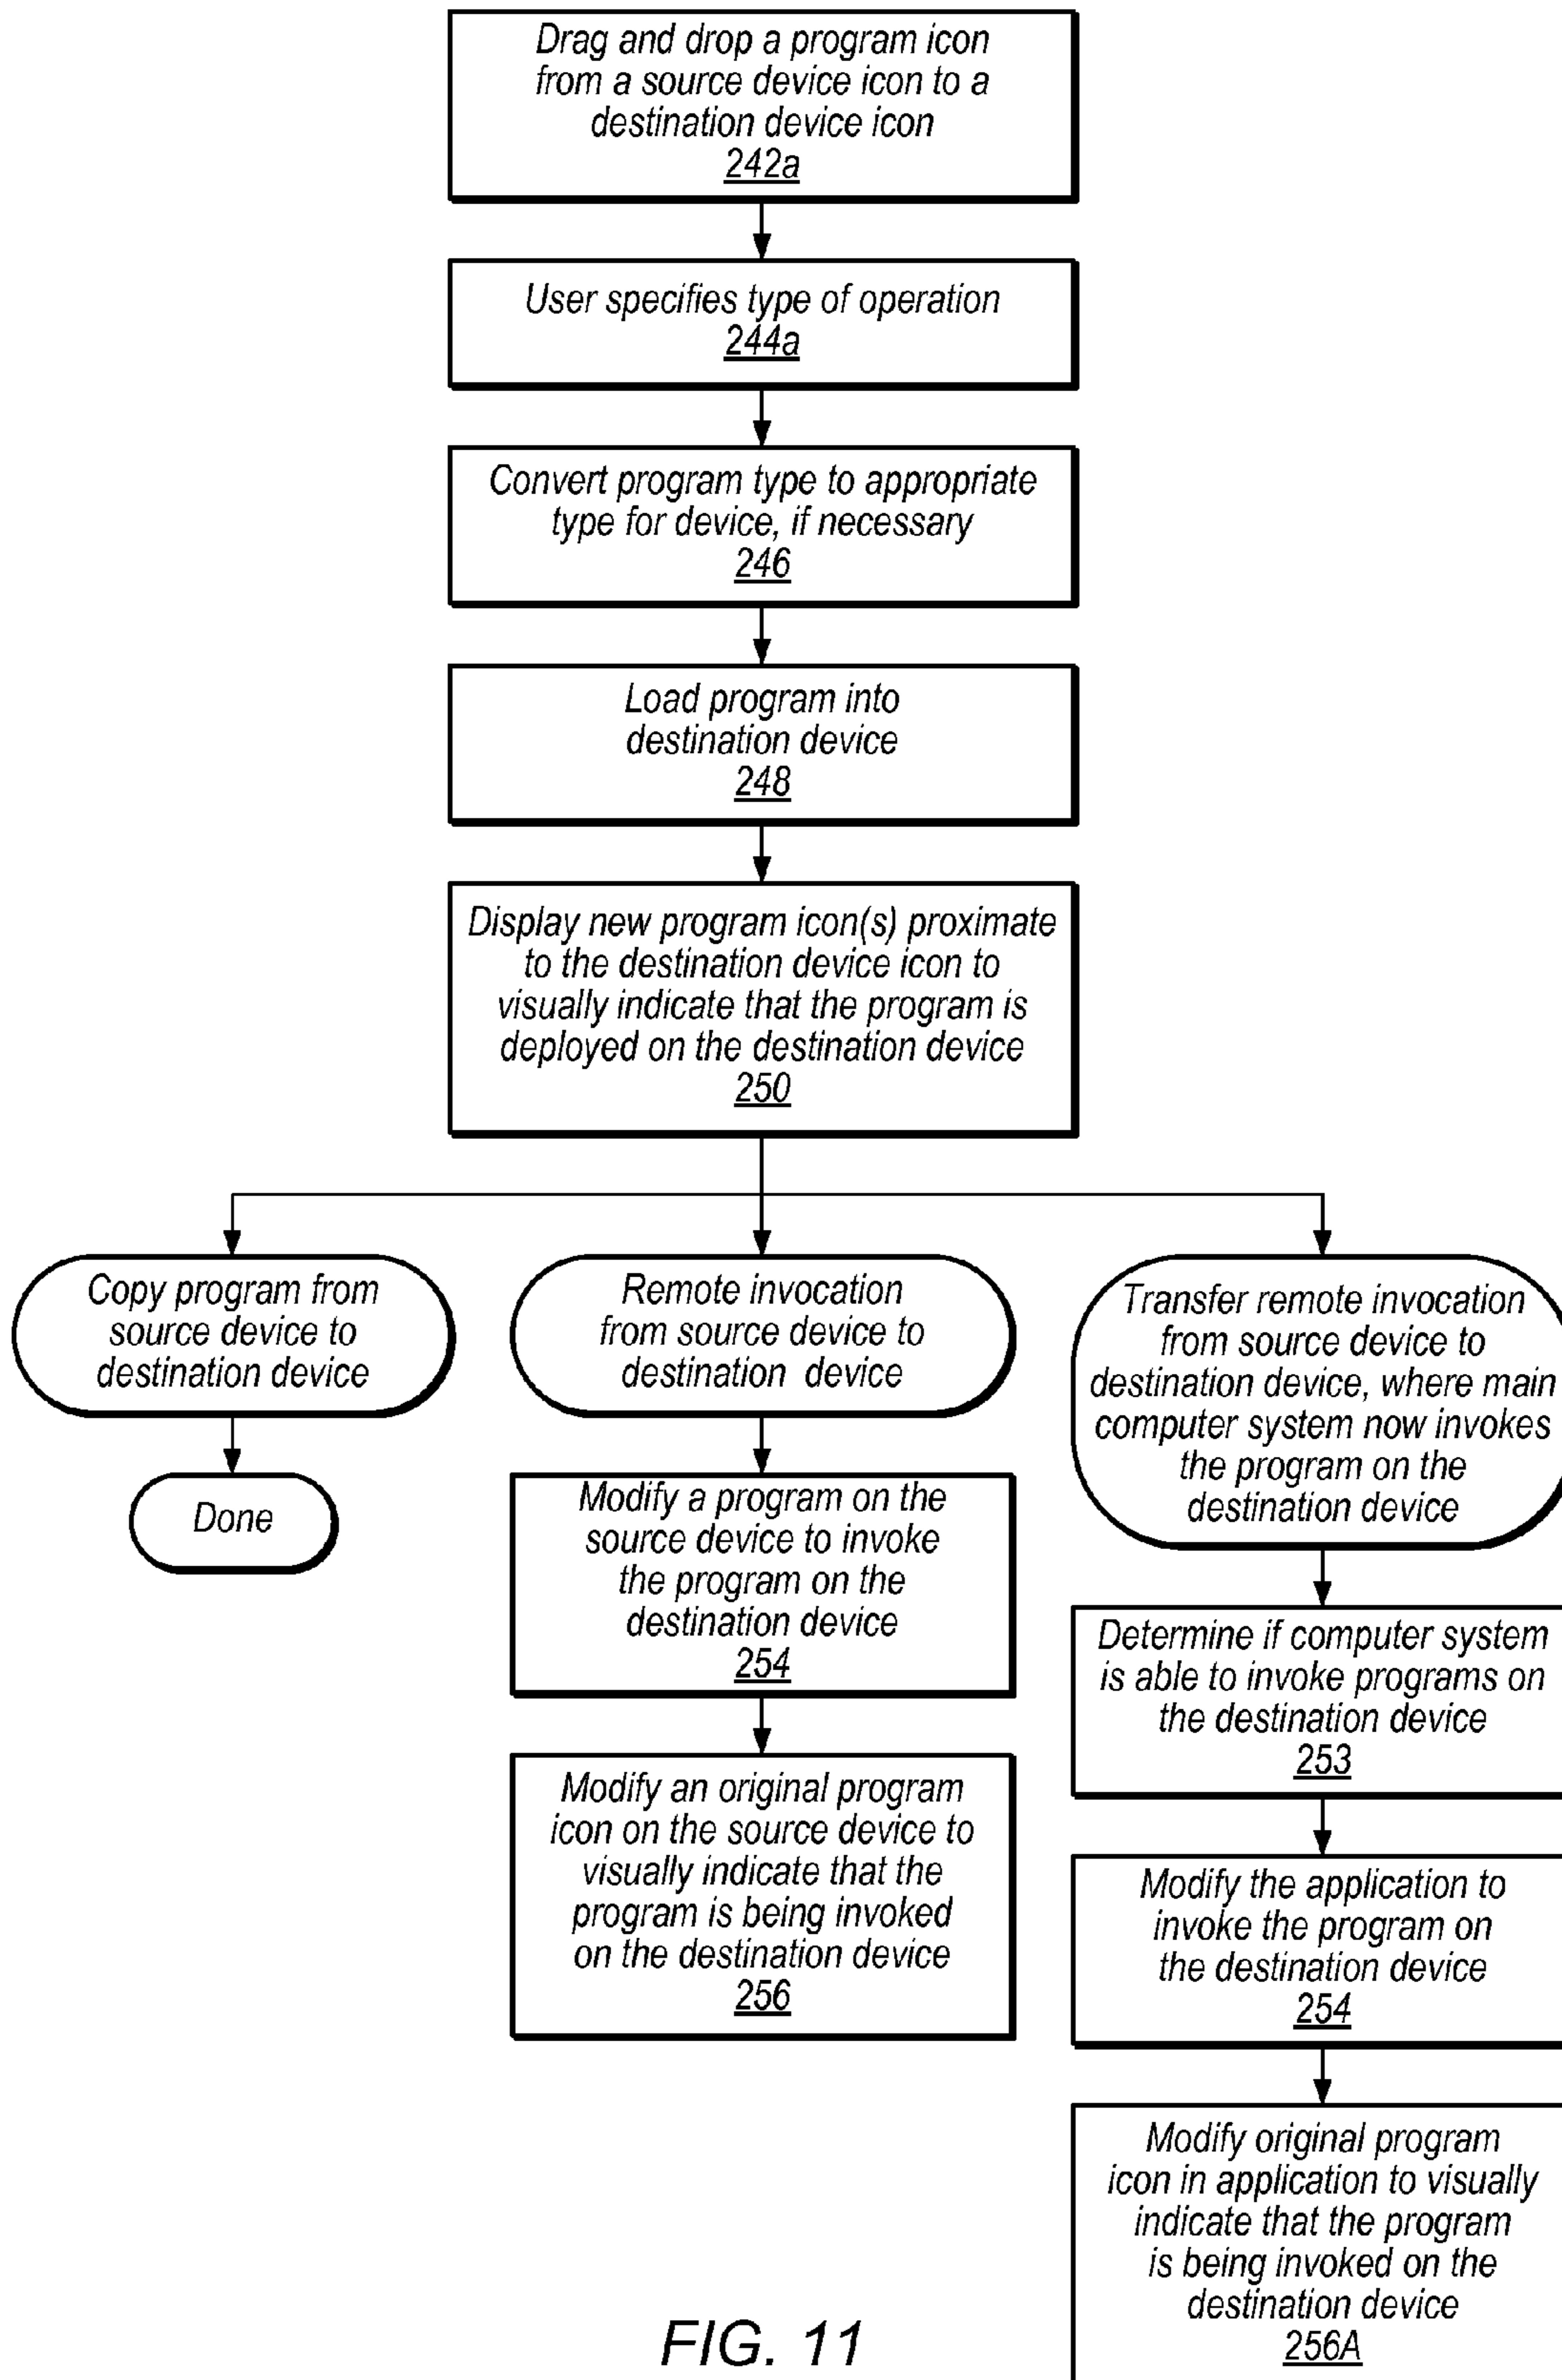 Drag and drop a program icon
from a source device icon to a
destination device icon
242a
User specifies type of operation
244a
Convert program type to appropriate
type for device, if necessary
246
Load program into
destination device
248
Display new program icon(s) proximate
to the destination device icon to
visually indicate that the program is
deployed on the destination device
250
Copy program from
source device to
destination device
Done
Remote invocation
from source device to
destination device
Modify a program on the
source device to invoke
the program on the
destination device
254
Modify an original program
icon on the source device to
visually indicate that the
program is being invoked
on the destination device
256
Transfer remote invocation
from source device to
destination device, where main
computer system now invokes
the program on the
destination device
Determine if computer system
is able to invoke programs on
the destination device
253
Modify the application to
invoke the program on
the destination device
254
Modify original program
icon in application to visually
indicate that the program
is being invoked on the
destination device
256A
FIG. 11